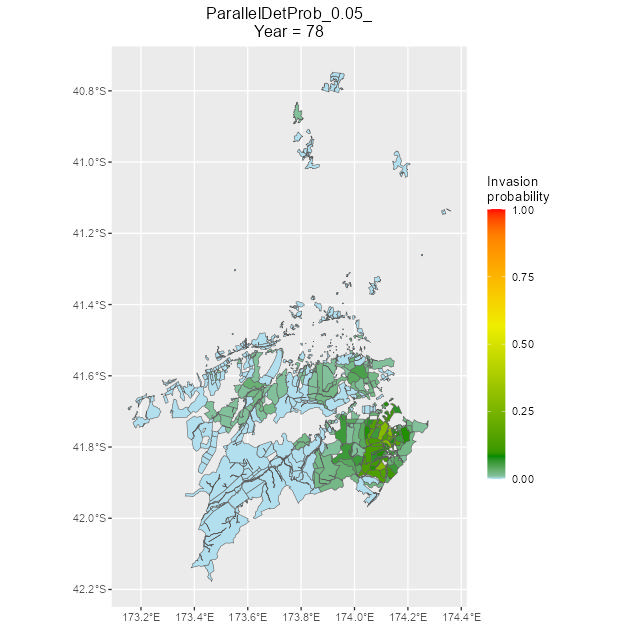 ParallelDetProb_0.05_
Year = 78
40.8°S
41.0°S
41.2°S
41.4°S
41.6°S
41.8°S
42.0°S
42.2°S
173.2°E 173.4°E 173.6°E 173.8°E 174.0°E 174.2°E 174.4°E
Invasion
probability
1.00
0.75
0.50
0.25
0.00